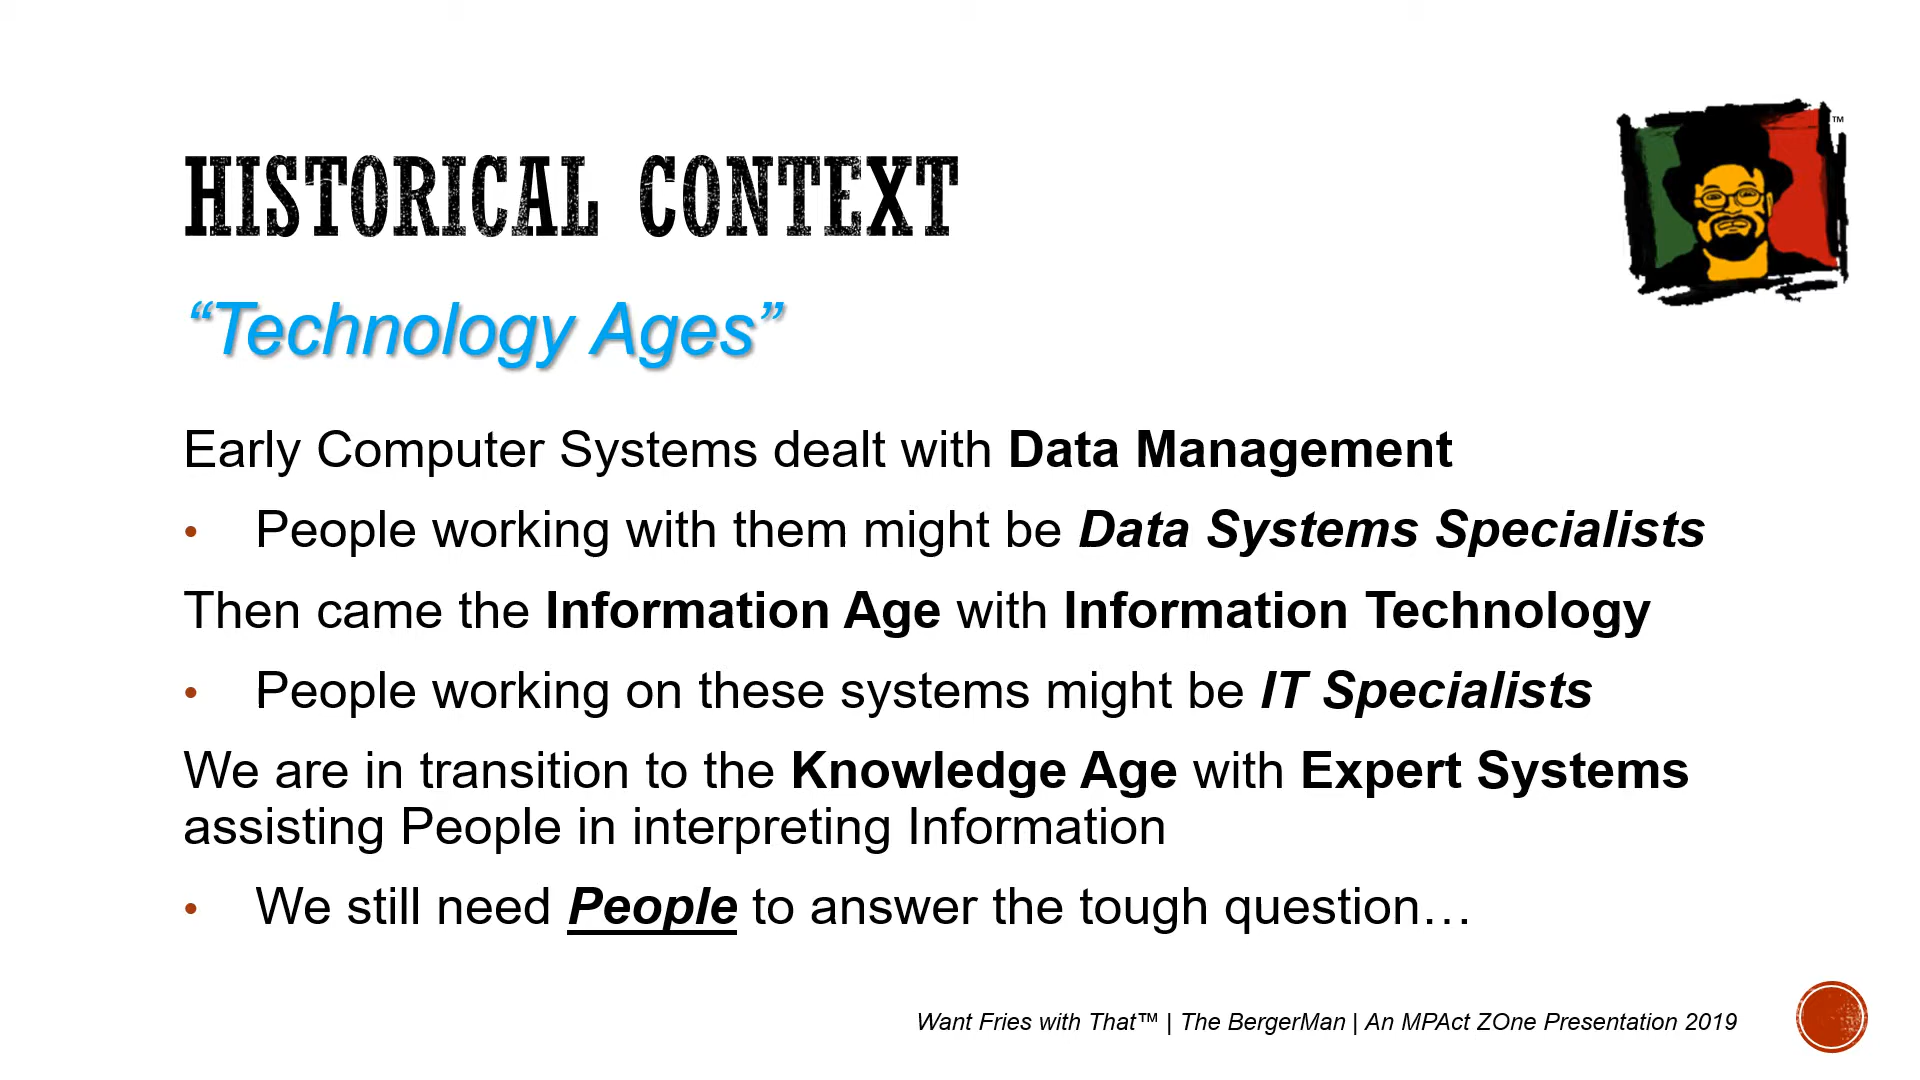 HISTORICAL CONTEXT
™
“Technology Ages”
Early Computer Systems dealt with Data Management
• People working with them might be Data Systems Specialists
Then came the Information Age with Information Technology
• People working on these systems might be IT Specialists
We are in transition to the Knowledge Age with Expert Systems
assisting People in interpreting Information
• We still need People to answer the tough question…
Want Fries with That™ | The BergerMan | An MPAct ZOne Presentation 2019